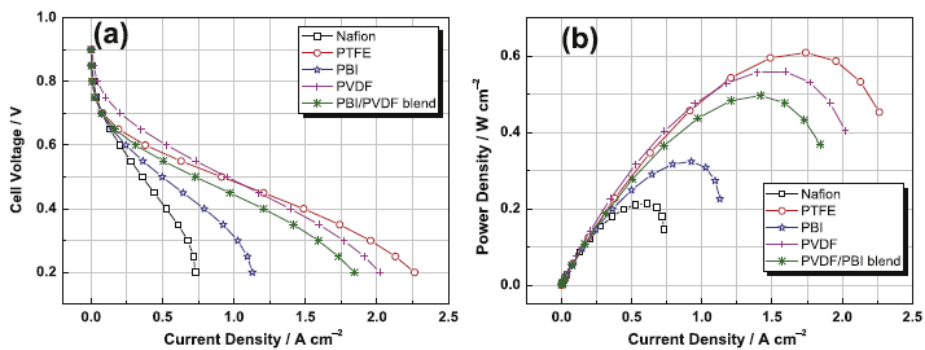 (a)
Nafion
PTFE
PBI
PVDF
PBI/PVDF blend
Cell Voltage / V
1.0
0.8
0.6
0.4
0.2
0.0 0.5 1.0 1.5 2.0 2.5
Current Density / A cm⁻²
(b)
Nafion
PTFE
PBI
PVDF
PVDF/PBI blend
Power Density / W cm⁻²
0.6
0.4
0.2
0.0
0.0 0.5 1.0 1.5 2.0 2.5
Current Density / A cm⁻²